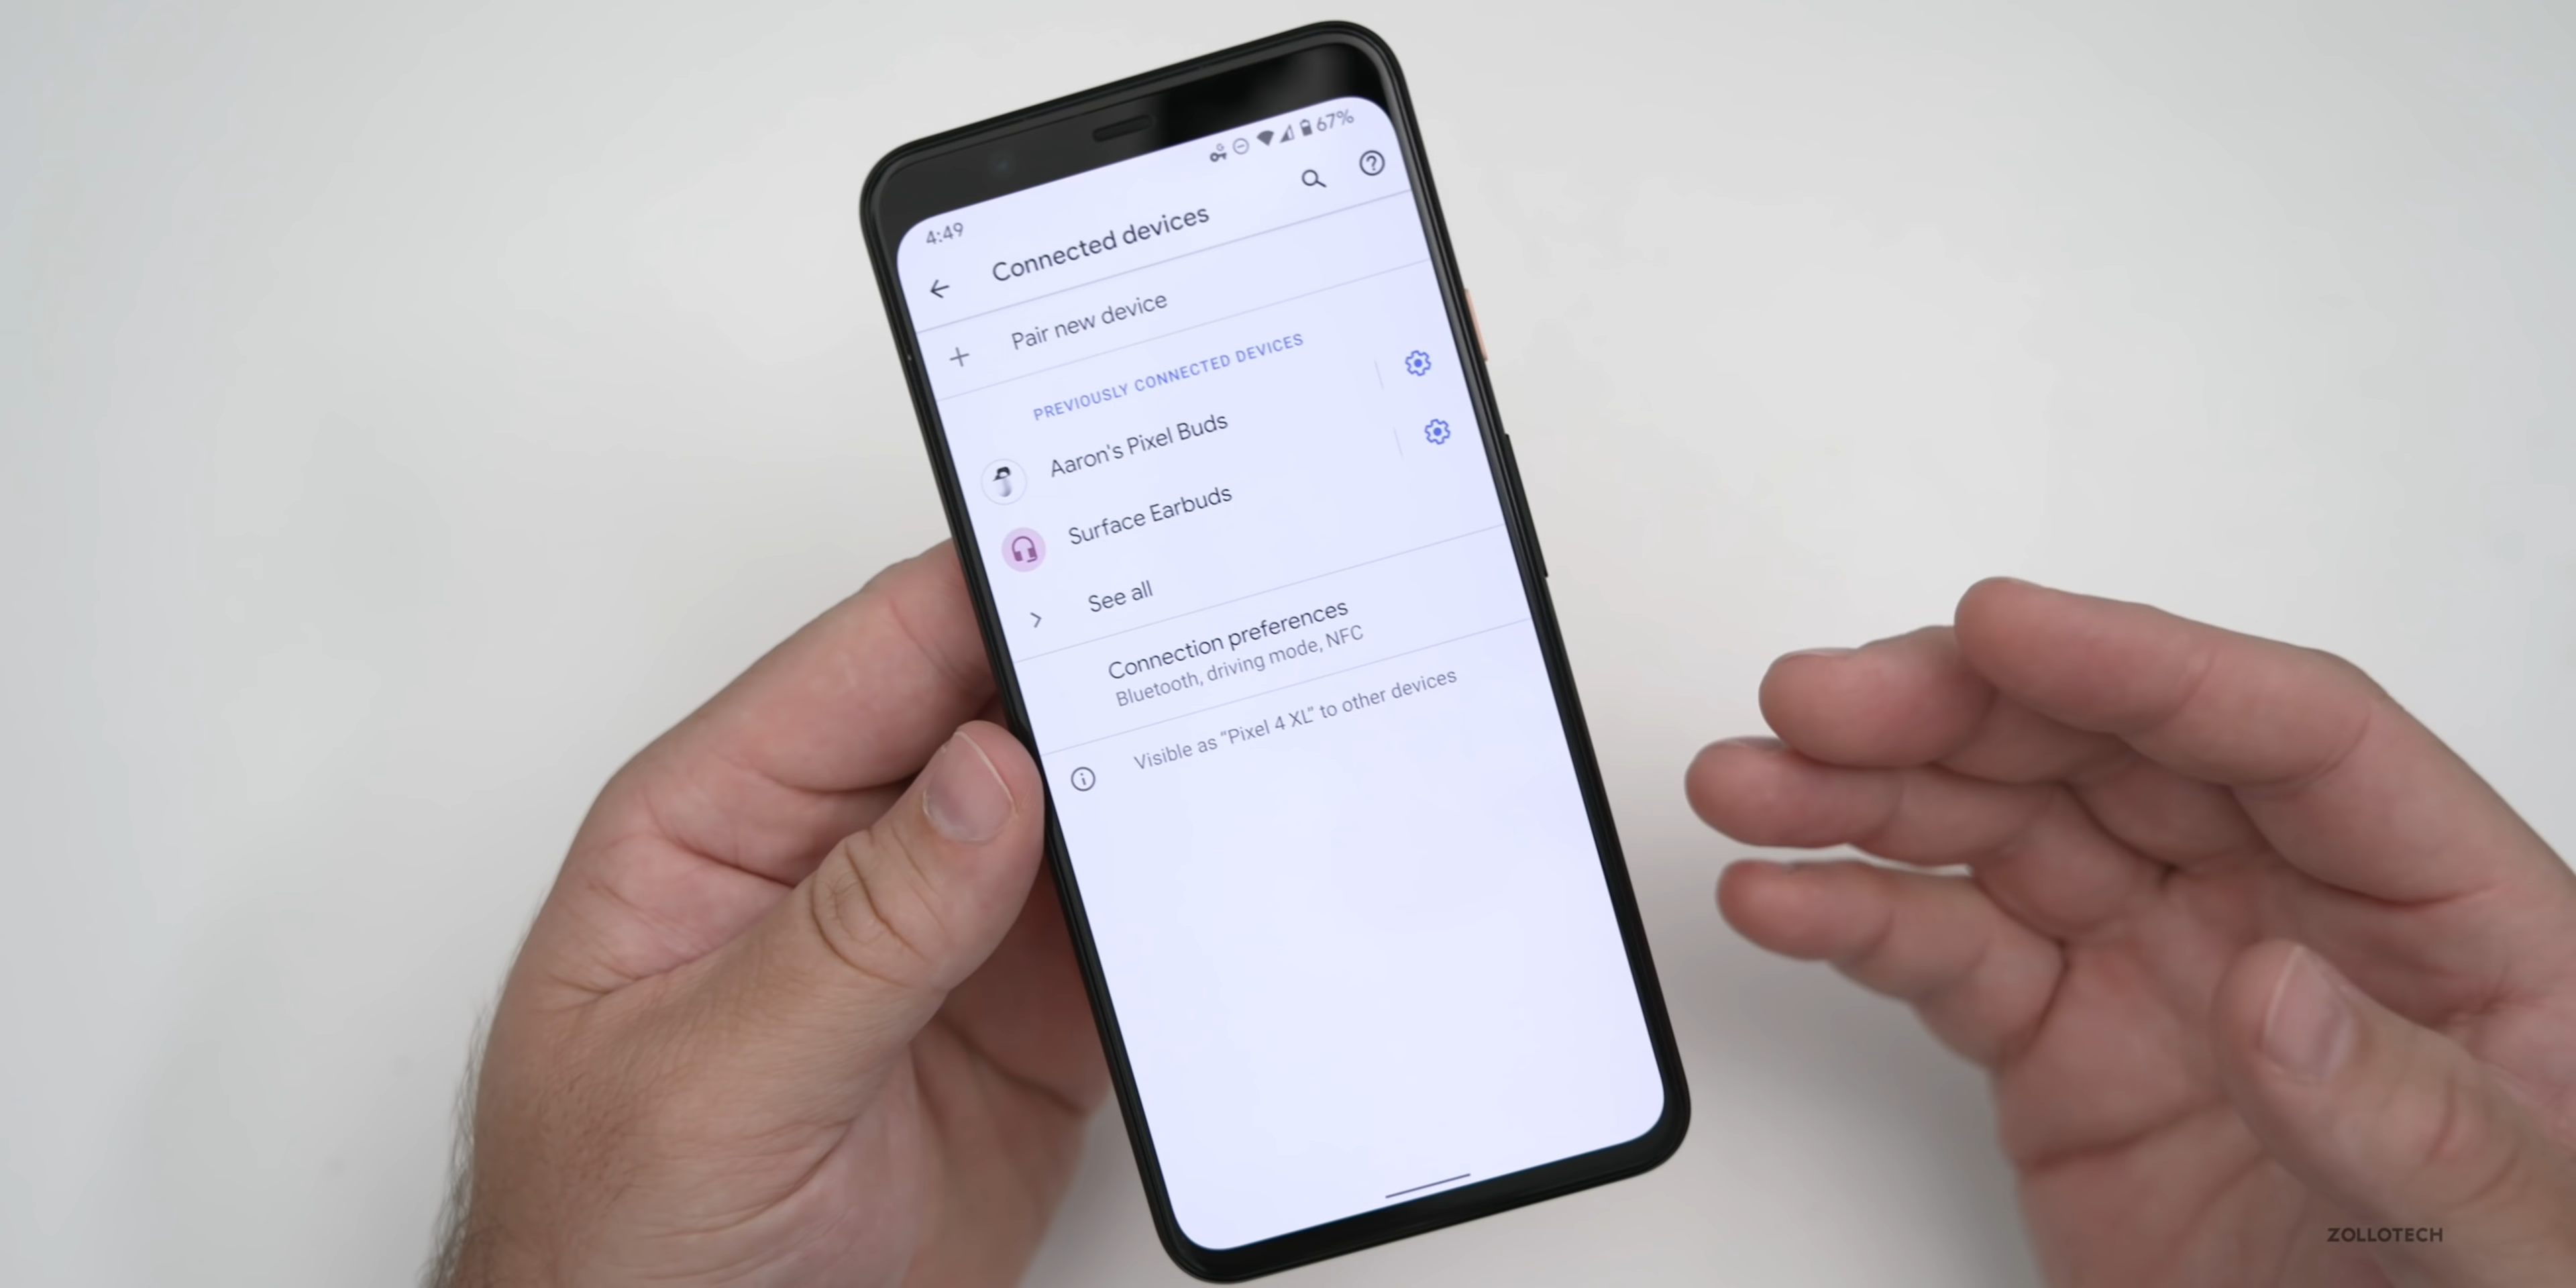 4:49
67%
Connected devices
Pair new device
PREVIOUSLY CONNECTED DEVICES
Aaron's Pixel Buds
Surface Earbuds
See all
Connection preferences
Bluetooth, driving mode, NFC
Visible as "Pixel 4 XL" to other devices
ZOLLOTECH